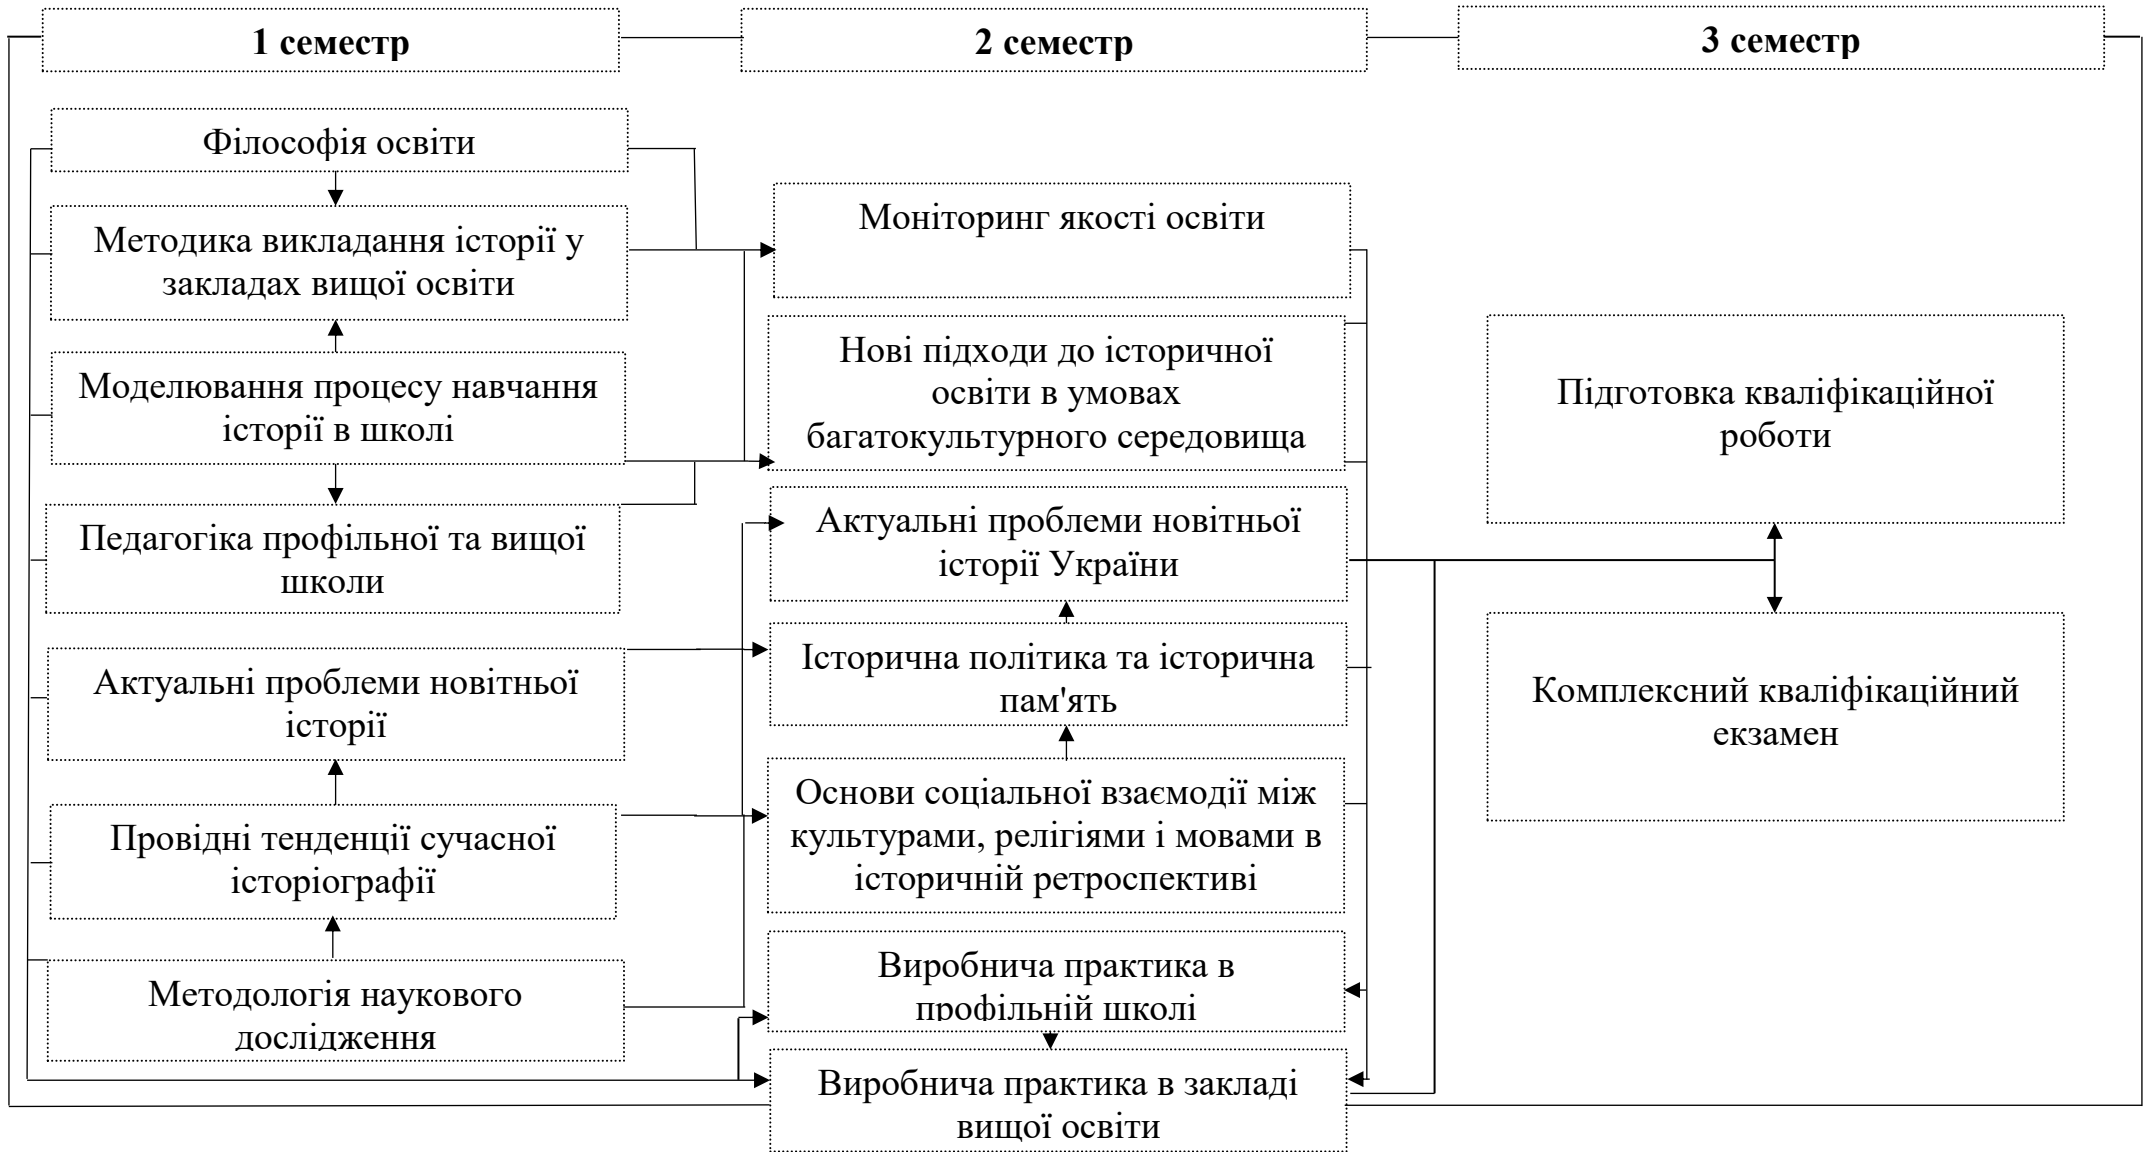 1 семестр
2 семестр
3 семестр
Філософія освіти
Методика викладання історії у
закладах вищої освіти
Моделювання процесу навчання
історії в школі
Педагогіка профільної та вищої
школи
Актуальні проблеми новітньої
історії
Провідні тенденції сучасної
історіографії
Методологія наукового
дослідження
Моніторинг якості освіти
Нові підходи до історичної
освіти в умовах
багатокультурного середовища
Актуальні проблеми новітньої
історії України
Історична політика та історична
пам'ять
Основи соціальної взаємодії між
культурами, релігіями і мовами в
історичній ретроспективі
Виробнича практика в
профільній школі
Виробнича практика в закладі
вищої освіти
Підготовка кваліфікаційної
роботи
Комплексний кваліфікаційний
екзамен